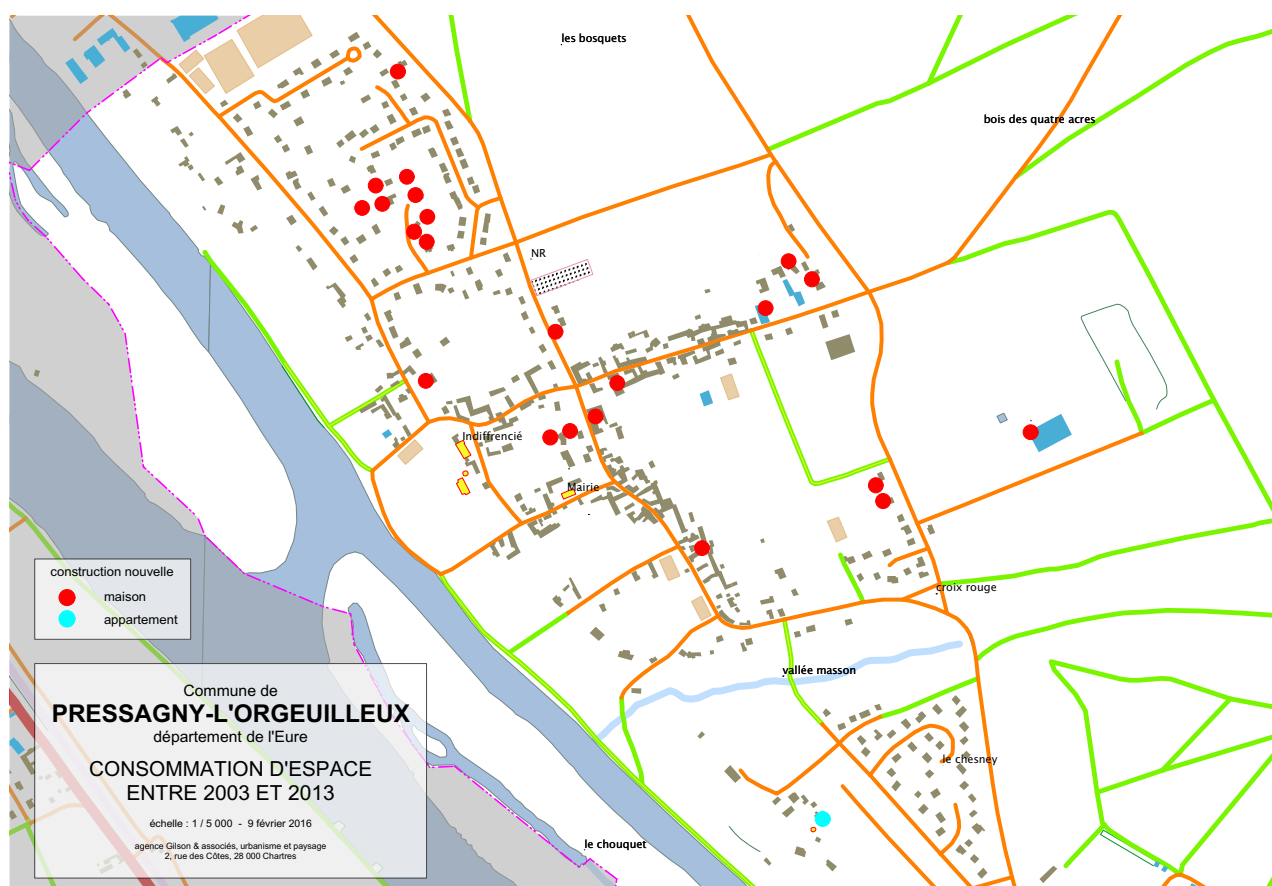 les bosquets
bois des quatre acres
NR
Indiffrencié
Mairie
croix rouge
vallée masson
le chesney
le chouquet
construction nouvelle
maison
appartement
Commune de
PRESSAGNY-L'ORGEUILLEUX
département de l'Eure
CONSOMMATION D'ESPACE
ENTRE 2003 ET 2013
échelle : 1 / 5 000 - 9 février 2016
agence Gilson & associés, urbanisme et paysage
2, rue des Côtes, 28 000 Chartres